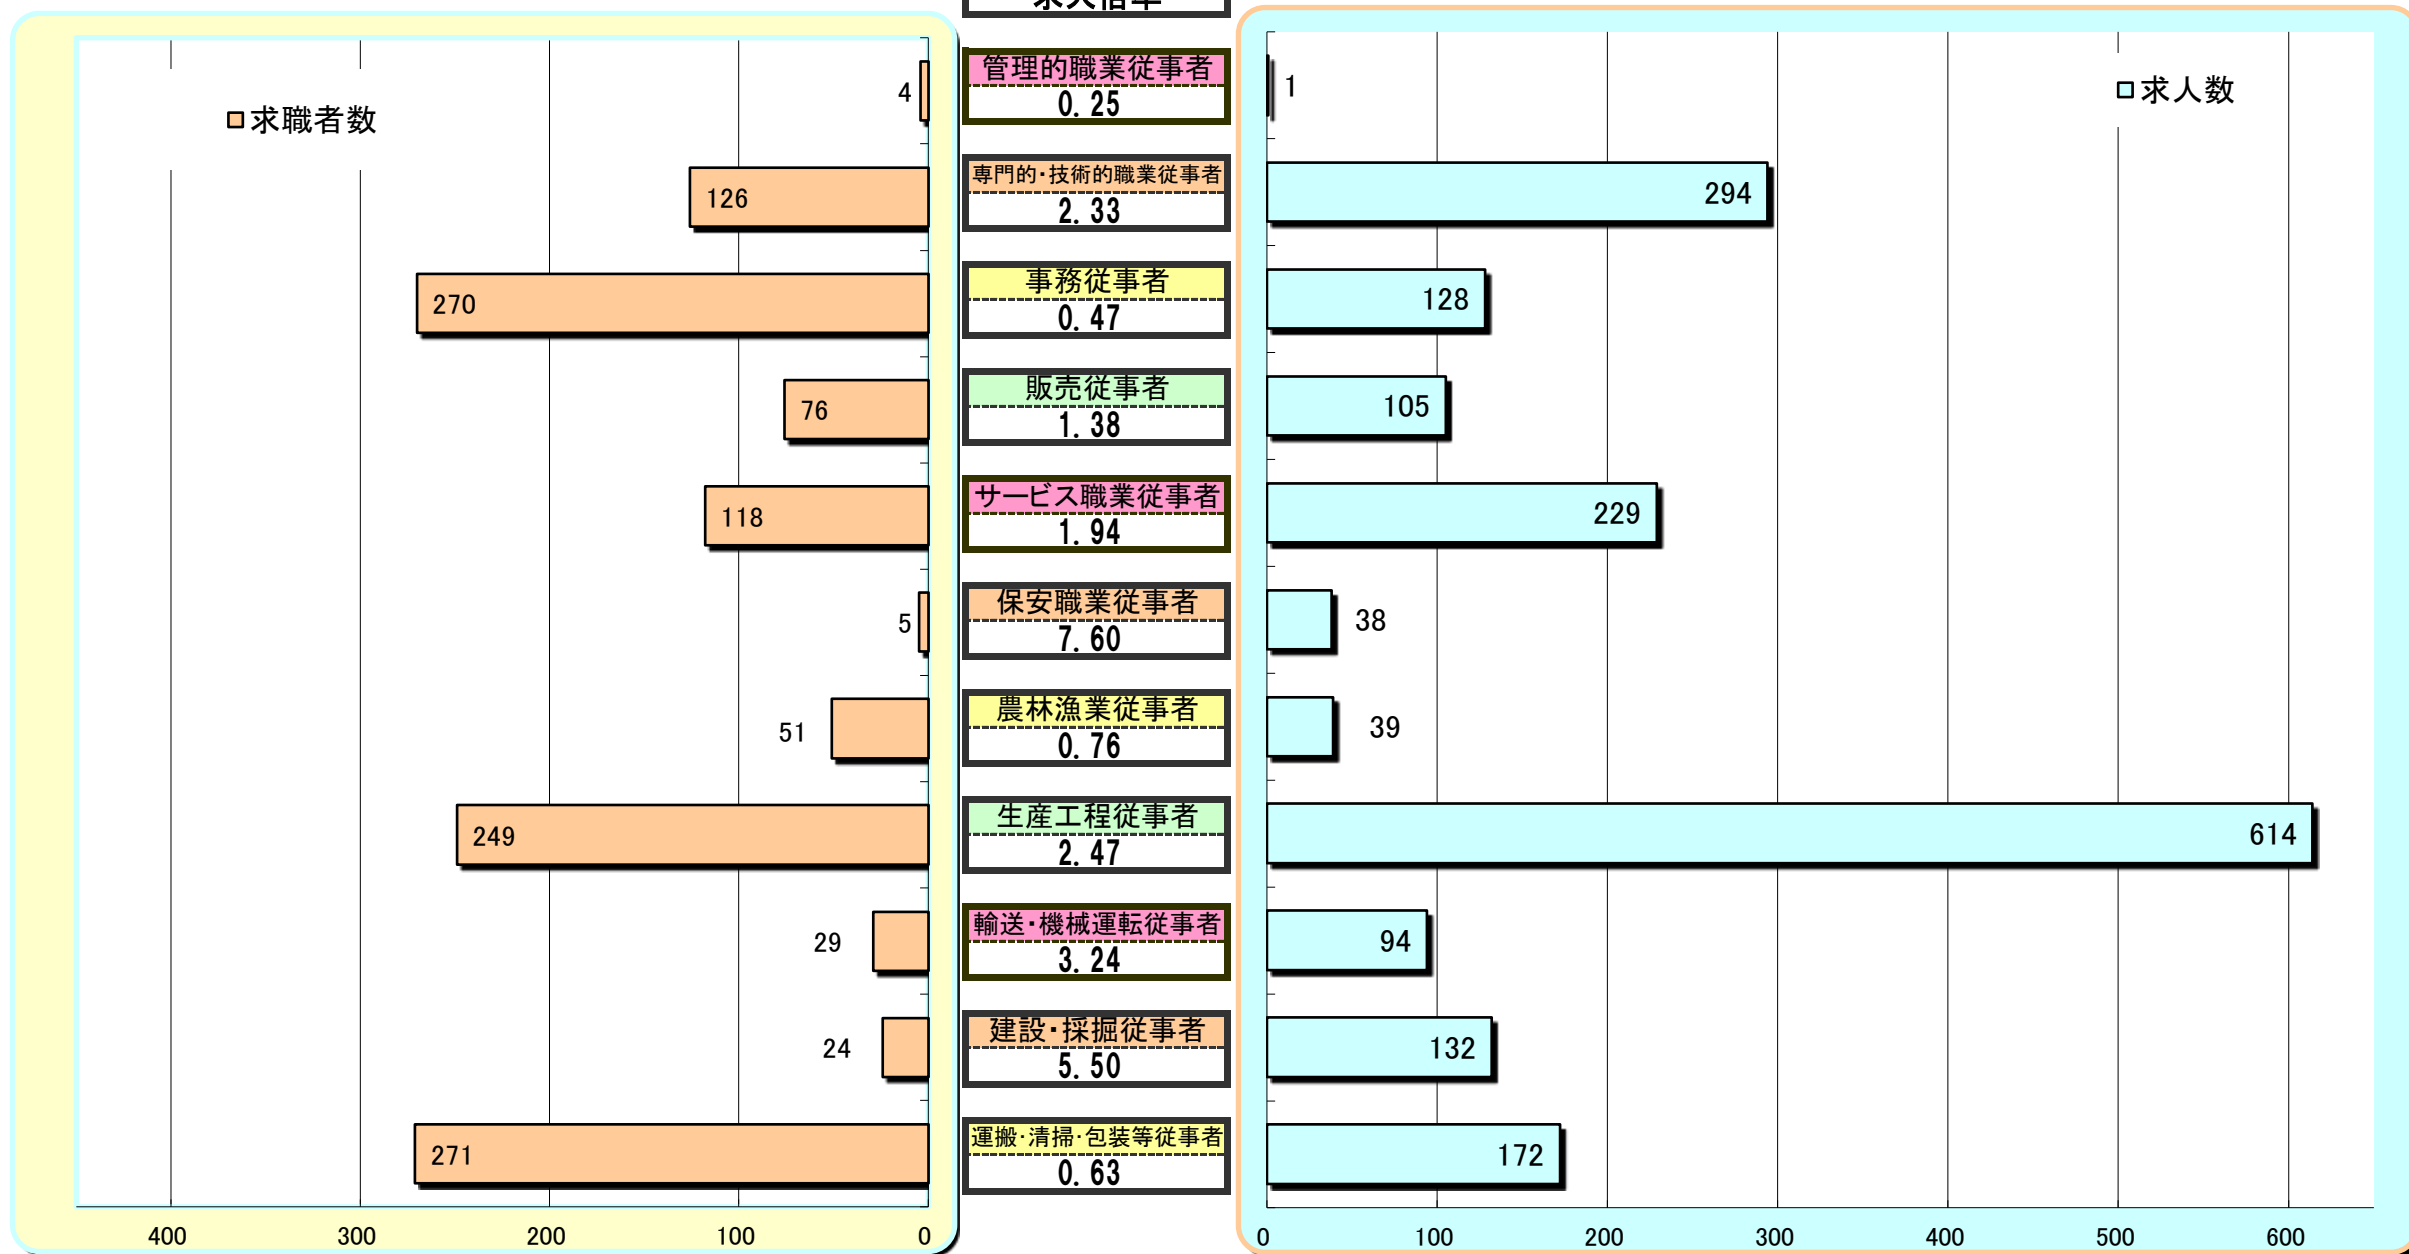 求人倍率
求職者数
求人数
4
管理的職業従事者
0.25
1
126
専門的・技術的職業従事者
2.33
294
270
事務従事者
0.47
128
76
販売従事者
1.38
105
118
サービス職業従事者
1.94
229
5
保安職業従事者
7.60
38
51
農林漁業従事者
0.76
39
249
生産工程従事者
2.47
614
29
輸送・機械運転従事者
3.24
94
24
建設・採掘従事者
5.50
132
271
運搬・清掃・包装等従事者
0.63
172
400 300 200 100 0
0 100 200 300 400 500 600